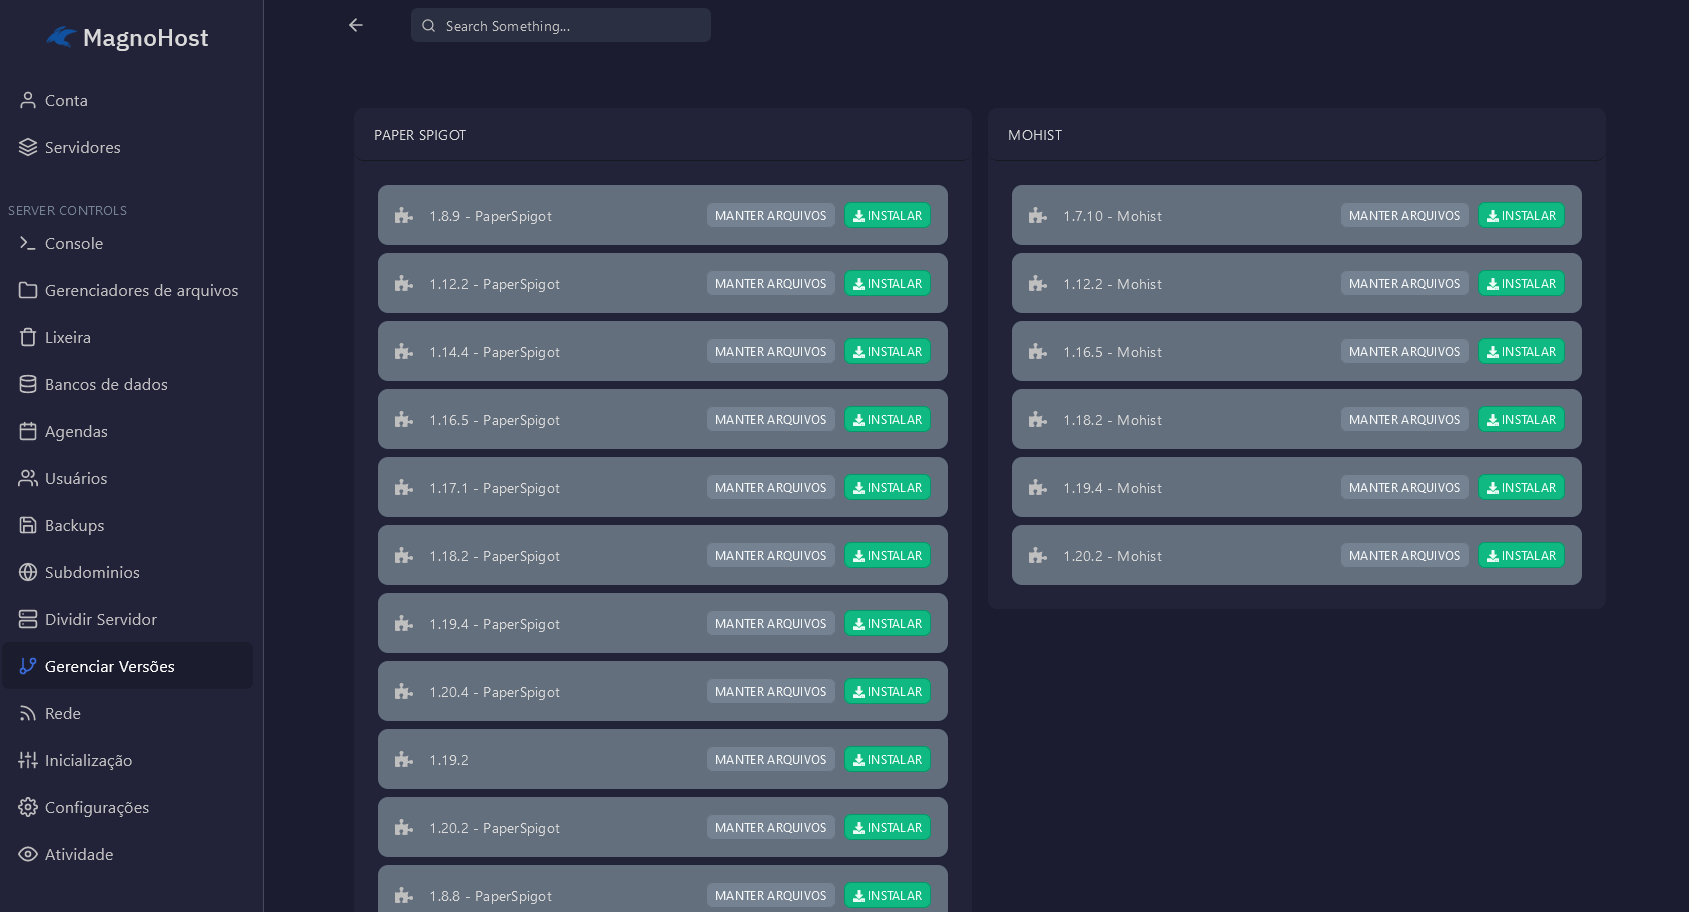 MagnoHost
Conta
Servidores
SERVER CONTROLS
Console
Gerenciadores de arquivos
Lixeira
Bancos de dados
Agendas
Usuários
Backups
Subdominios
Dividir Servidor
Gerenciar Versões
Rede
Inicialização
Configurações
Atividade
Search Something...
PAPER SPIGOT
1.8.9 - PaperSpigot MANTER ARQUIVOS INSTALAR
1.12.2 - PaperSpigot MANTER ARQUIVOS INSTALAR
1.14.4 - PaperSpigot MANTER ARQUIVOS INSTALAR
1.16.5 - PaperSpigot MANTER ARQUIVOS INSTALAR
1.17.1 - PaperSpigot MANTER ARQUIVOS INSTALAR
1.18.2 - PaperSpigot MANTER ARQUIVOS INSTALAR
1.19.4 - PaperSpigot MANTER ARQUIVOS INSTALAR
1.20.4 - PaperSpigot MANTER ARQUIVOS INSTALAR
1.19.2 MANTER ARQUIVOS INSTALAR
1.20.2 - PaperSpigot MANTER ARQUIVOS INSTALAR
1.8.8 - PaperSpigot MANTER ARQUIVOS INSTALAR
MOHIST
1.7.10 - Mohist MANTER ARQUIVOS INSTALAR
1.12.2 - Mohist MANTER ARQUIVOS INSTALAR
1.16.5 - Mohist MANTER ARQUIVOS INSTALAR
1.18.2 - Mohist MANTER ARQUIVOS INSTALAR
1.19.4 - Mohist MANTER ARQUIVOS INSTALAR
1.20.2 - Mohist MANTER ARQUIVOS INSTALAR